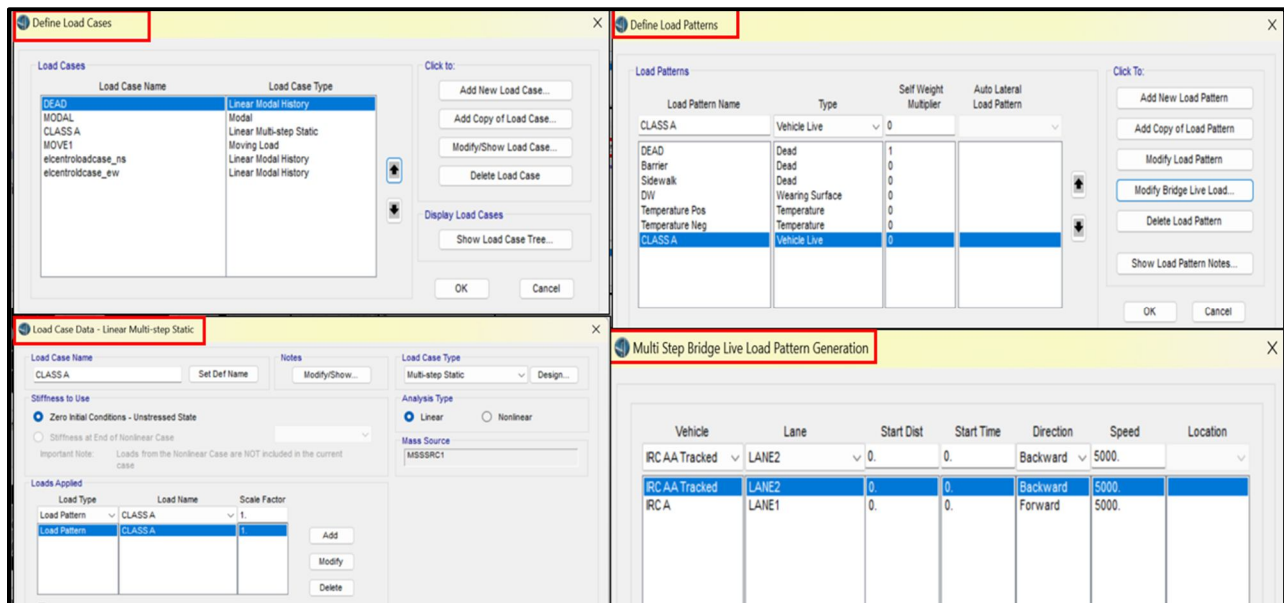 Define Load Cases
Load Cases
Click to:
Load Case Name Load Case Type
DEAD Linear Modal History
MODAL Modal
CLASS A Linear Multi-step Static
MOVE1 Moving Load
elcentroloadcase_ns Linear Modal History
elcentroldcase_ew Linear Modal History
Add New Load Case...
Add Copy of Load Case...
Modify/Show Load Case...
Delete Load Case
Display Load Cases
Show Load Case Tree...
OK Cancel
Define Load Patterns
Load Patterns
Click To:
Load Pattern Name Type Self Weight Multiplier Auto Lateral Load Pattern
CLASS A Vehicle Live 0
DEAD Dead 1
Barrier Dead 0
Sidewalk Dead 0
DW Wearing Surface 0
Temperature Pos Temperature 0
Temperature Neg Temperature 0
CLASS A Vehicle Live 0
Add New Load Pattern
Add Copy of Load Pattern
Modify Load Pattern
Modify Bridge Live Load...
Delete Load Pattern
Show Load Pattern Notes...
OK Cancel
Load Case Data - Linear Multi-step Static
Load Case Name Notes Load Case Type
CLASS A Set Def Name Modify/Show... Multi-step Static Design...
Stiffness to Use
Zero Initial Conditions - Unstressed State
Stiffness at End of Nonlinear Case
Important Note: Loads from the Nonlinear Case are NOT included in the current
case
Analysis Type
Linear Nonlinear
Mass Source
MSSSRC1
Loads Applied
Load Type Load Name Scale Factor
Load Pattern CLASS A 1.
Load Pattern CLASS A 1.
Add
Modify
Delete
Multi Step Bridge Live Load Pattern Generation
Vehicle Lane Start Dist Start Time Direction Speed Location
IRC AA Tracked LANE2 0. 0. Backward 5000.
IRC AA Tracked LANE2 0. 0. Backward 5000.
IRC A LANE1 0. 0. Forward 5000.